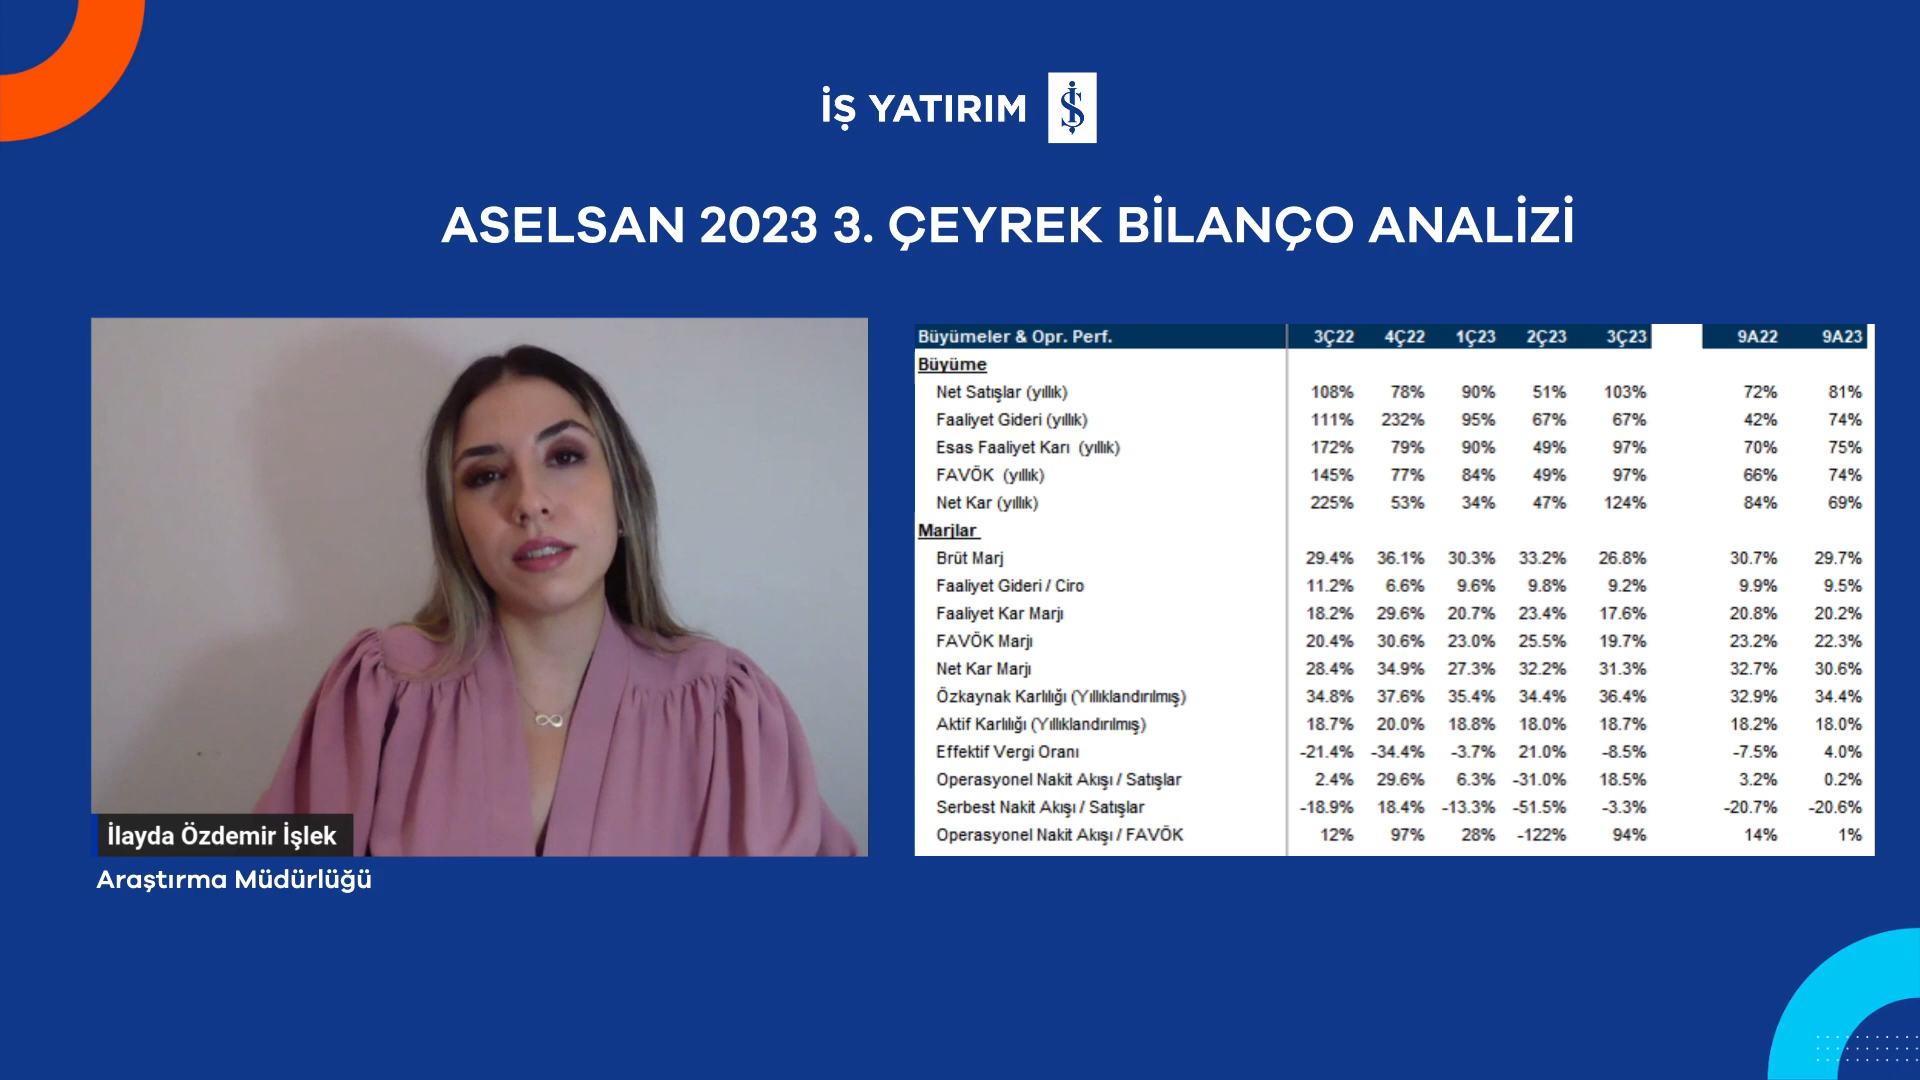 İŞ YATIRIM
ASELSAN 2023 3. ÇEYREK BİLANÇO ANALİZİ
İlayda Özdemir İşlek
Araştırma Müdürlüğü
Büyümeler & Opr. Perf. 3Ç22 4Ç22 1Ç23 2Ç23 3Ç23 9A22 9A23
Büyüme
Net Satışlar (yıllık) 108% 78% 90% 51% 103% 72% 81%
Faaliyet Gideri (yıllık) 111% 232% 95% 67% 67% 42% 74%
Esas Faaliyet Karı (yıllık) 172% 79% 90% 49% 97% 70% 75%
FAVÖK (yıllık) 145% 77% 84% 49% 97% 66% 74%
Net Kar (yıllık) 225% 53% 34% 47% 124% 84% 69%
Marjlar
Brüt Marj 29.4% 36.1% 30.3% 33.2% 26.8% 30.7% 29.7%
Faaliyet Gideri / Ciro 11.2% 6.6% 9.6% 9.8% 9.2% 9.9% 9.5%
Faaliyet Kar Marjı 18.2% 29.6% 20.7% 23.4% 17.6% 20.8% 20.2%
FAVÖK Marjı 20.4% 30.6% 23.0% 25.5% 19.7% 23.2% 22.3%
Net Kar Marjı 28.4% 34.9% 27.3% 32.2% 31.3% 32.7% 30.6%
Özkaynak Karlılığı (Yıllıklandırılmış) 34.8% 37.6% 35.4% 34.4% 36.4% 32.9% 34.4%
Aktif Karlılığı (Yıllıklandırılmış) 18.7% 20.0% 18.8% 18.0% 18.7% 18.2% 18.0%
Effektif Vergi Oranı -21.4% -34.4% -3.7% 21.0% -8.5% -7.5% 4.0%
Operasyonel Nakit Akışı / Satışlar 2.4% 29.6% 6.3% -31.0% 18.5% 3.2% 0.2%
Serbest Nakit Akışı / Satışlar -18.9% 18.4% -13.3% -51.5% -3.3% -20.7% -20.6%
Operasyonel Nakit Akışı / FAVÖK 12% 97% 28% -122% 94% 14% 1%